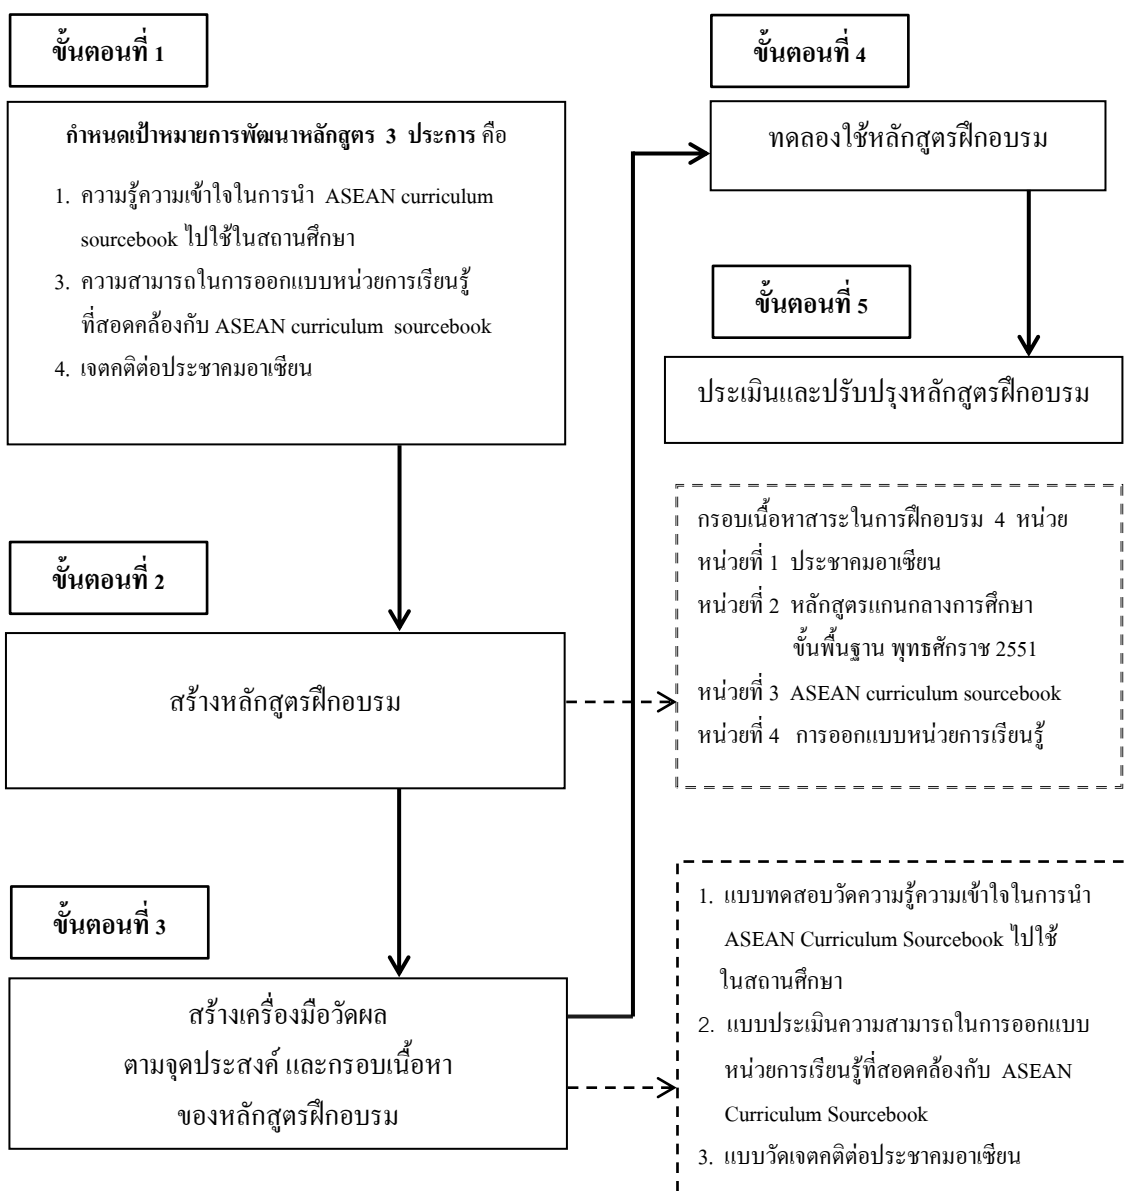 ขั้นตอนที่ 1
กำหนดเป้าหมายการพัฒนาหลักสูตร 3 ประการ คือ
1. ความรู้ความเข้าใจในการนำ ASEAN curriculum
sourcebook ไปใช้ในสถานศึกษา
3. ความสามารถในการออกแบบหน่วยการเรียนรู้
ที่สอดคล้องกับ ASEAN curriculum sourcebook
4. เจตคติต่อประชาคมอาเซียน
ขั้นตอนที่ 2
สร้างหลักสูตรฝึกอบรม
ขั้นตอนที่ 3
สร้างเครื่องมือวัดผล
ตามจุดประสงค์ และกรอบเนื้อหา
ของหลักสูตรฝึกอบรม
ขั้นตอนที่ 4
ทดลองใช้หลักสูตรฝึกอบรม
ขั้นตอนที่ 5
ประเมินและปรับปรุงหลักสูตรฝึกอบรม
กรอบเนื้อหาสาระในการฝึกอบรม 4 หน่วย
หน่วยที่ 1 ประชาคมอาเซียน
หน่วยที่ 2 หลักสูตรแกนกลางการศึกษา
ขั้นพื้นฐาน พุทธศักราช 2551
หน่วยที่ 3 ASEAN curriculum sourcebook
หน่วยที่ 4 การออกแบบหน่วยการเรียนรู้
1. แบบทดสอบวัดความรู้ความเข้าใจในการนำ
ASEAN Curriculum Sourcebook ไปใช้
ในสถานศึกษา
2. แบบประเมินความสามารถในการออกแบบ
หน่วยการเรียนรู้ที่สอดคล้องกับ ASEAN
Curriculum Sourcebook
3. แบบวัดเจตคติต่อประชาคมอาเซียน